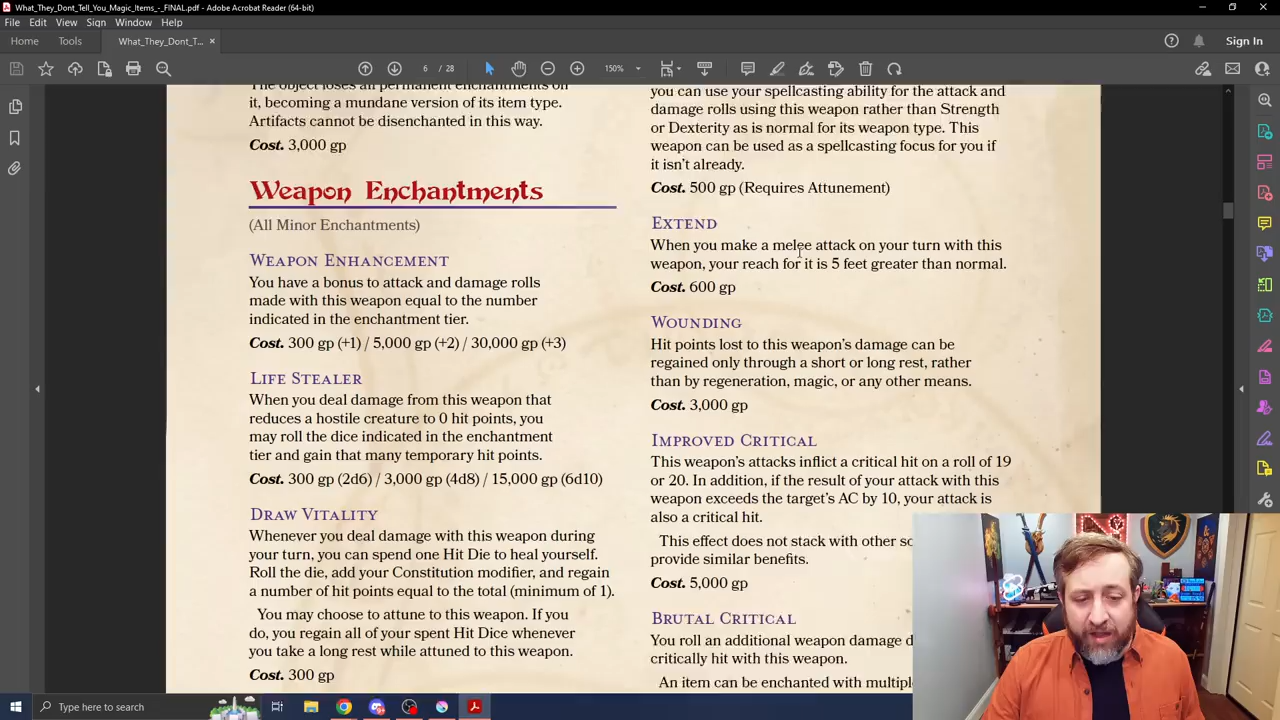 What_They_Dont_Tell_You_Magic_Items_-_FINAL.pdf - Adobe Acrobat Reader (64-bit)
File Edit View Sign Window Help
Home Tools What_They_Dont_T... × Sign In
6 / 28 150%
The object loses all permanent enchantments on
it, becoming a mundane version of its item type.
Artifacts cannot be disenchanted in this way.
Cost. 3,000 gp
Weapon Enchantments
(All Minor Enchantments)
Weapon Enhancement
You have a bonus to attack and damage rolls
made with this weapon equal to the number
indicated in the enchantment tier.
Cost. 300 gp (+1) / 5,000 gp (+2) / 30,000 gp (+3)
Life Stealer
When you deal damage from this weapon that
reduces a hostile creature to 0 hit points, you
may roll the dice indicated in the enchantment
tier and gain that many temporary hit points.
Cost. 300 gp (2d6) / 3,000 gp (4d8) / 15,000 gp (6d10)
Draw Vitality
Whenever you deal damage with this weapon during
your turn, you can spend one Hit Die to heal yourself.
Roll the die, add your Constitution modifier, and regain
a number of hit points equal to the total (minimum of 1).
You may choose to attune to this weapon. If you
do, you regain all of your spent Hit Dice whenever
you take a long rest while attuned to this weapon.
Cost. 300 gp
you can use your spellcasting ability for the attack and
damage rolls using this weapon rather than Strength
or Dexterity as is normal for its weapon type. This
weapon can be used as a spellcasting focus for you if
it isn't already.
Cost. 500 gp (Requires Attunement)
Extend
When you make a melee attack on your turn with this
weapon, your reach for it is 5 feet greater than normal.
Cost. 600 gp
Wounding
Hit points lost to this weapon's damage can be
regained only through a short or long rest, rather
than by regeneration, magic, or any other means.
Cost. 3,000 gp
Improved Critical
This weapon's attacks inflict a critical hit on a roll of 19
or 20. In addition, if the result of your attack with this
weapon exceeds the target's AC by 10, your attack is
also a critical hit.
This effect does not stack with other so
provide similar benefits.
Cost. 5,000 gp
Brutal Critical
You roll an additional weapon damage d
critically hit with this weapon.
An item can be enchanted with multipl
Type here to search